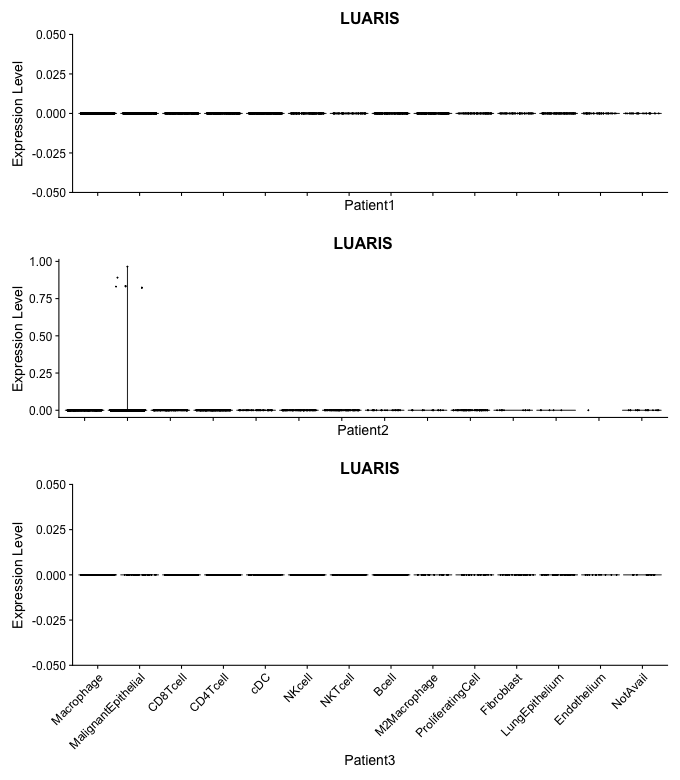 LUARIS
Expression Level
0.050
0.025
0.000
-0.025
-0.050
Patient1
LUARIS
Expression Level
1.00
0.75
0.50
0.25
0.00
Patient2
LUARIS
Expression Level
0.050
0.025
0.000
-0.025
-0.050
Macrophage
MalignantEpithelial
CD8Tcell
CD4Tcell
cDC
NKcell
NKTcell
Bcell
M2Macrophage
ProliferatingCell
Fibroblast
LungEpithelium
Endothelium
NotAvail
Patient3